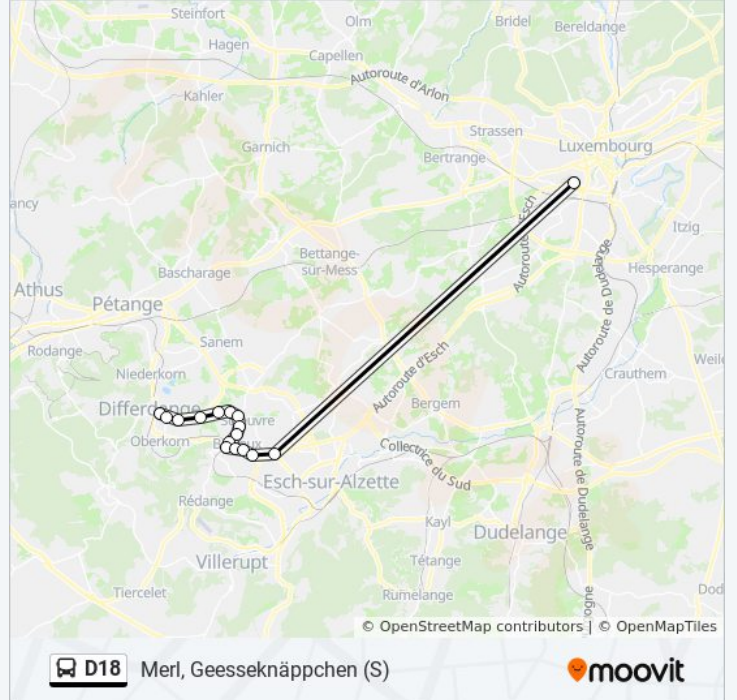 Steinfort
Olm
Bridel
Bereldange
Hagen
Capellen
Autoroute d'Arlon
Kahler
Strassen
Luxembourg
Garnich
Bertrange
ancy
Autoroute d'Esch
Itzig
Bettange-
sur-Mess
Hesperange
Bascharage
Athus
Pétange
Autoroute de Dudelange
Sanem
Rodange
Autoroute d'Esch
Weile
Niederkorn
Crauthem
Differdange
Bergem
Oberkorn
Collectrice du Sud
Autoroute de Dudelange
Esch-sur-Alzette
Rédange
Kayl
Dudelange
Villerupt
Tétange
Tiercelet
Rumelange
Dod
© OpenStreetMap contributors | © OpenMapTiles
D18 Merl, Geesseknäppchen (S)
moovit